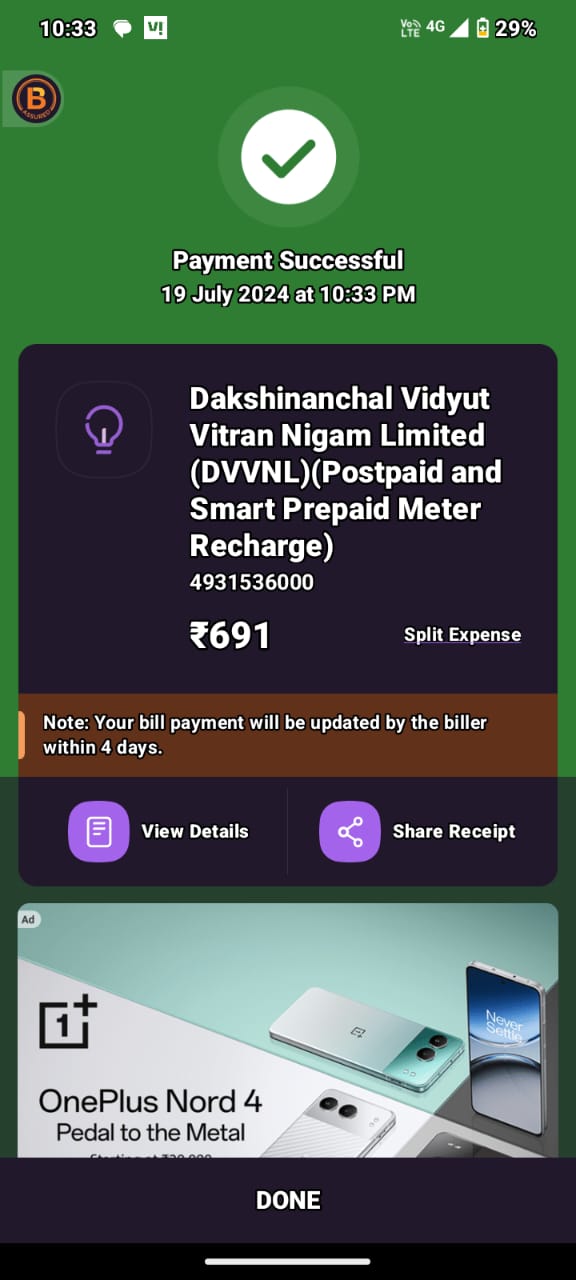 10:33
Vo))
LTE
4G
29%
B
ASSURED
Payment Successful
19 July 2024 at 10:33 PM
Dakshinanchal Vidyut
Vitran Nigam Limited
(DVVNL)(Postpaid and
Smart Prepaid Meter
Recharge)
4931536000
₹691
Split Expense
Note: Your bill payment will be updated by the biller
within 4 days.
View Details
Share Receipt
Ad
1+
Never
Settle
OnePlus Nord 4
Pedal to the Metal
DONE